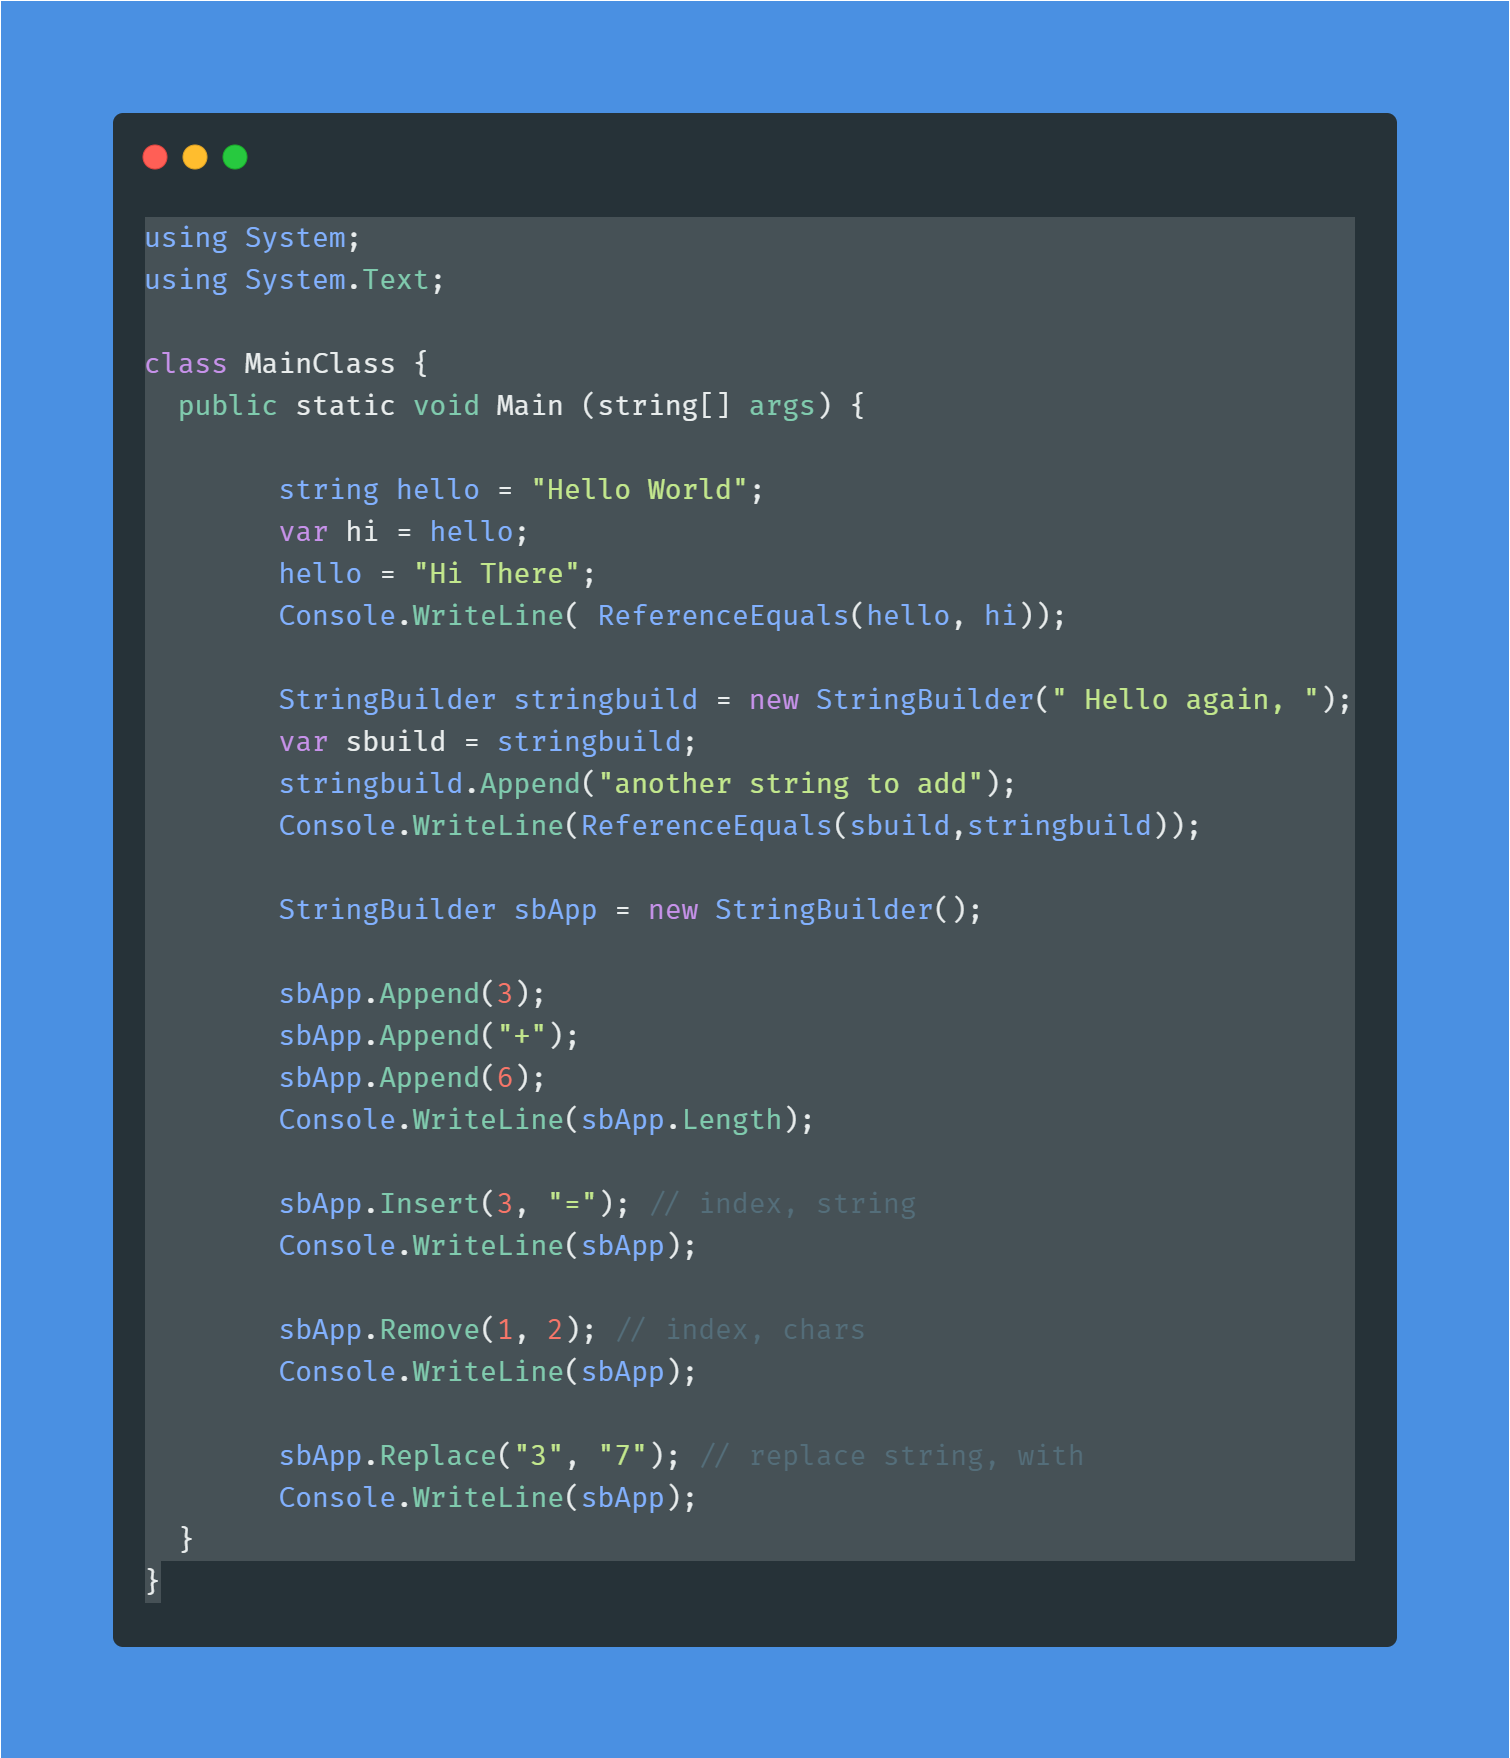 using System;
using System.Text;

class MainClass {
  public static void Main (string[] args) {

        string hello = "Hello World";
        var hi = hello;
        hello = "Hi There";
        Console.WriteLine( ReferenceEquals(hello, hi));

        StringBuilder stringbuild = new StringBuilder(" Hello again, ");
        var sbuild = stringbuild;
        stringbuild.Append("another string to add");
        Console.WriteLine(ReferenceEquals(sbuild,stringbuild));

        StringBuilder sbApp = new StringBuilder();

        sbApp.Append(3);
        sbApp.Append("+");
        sbApp.Append(6);
        Console.WriteLine(sbApp.Length);

        sbApp.Insert(3, "="); // index, string
        Console.WriteLine(sbApp);

        sbApp.Remove(1, 2); // index, chars
        Console.WriteLine(sbApp);

        sbApp.Replace("3", "7"); // replace string, with
        Console.WriteLine(sbApp);
  }
}